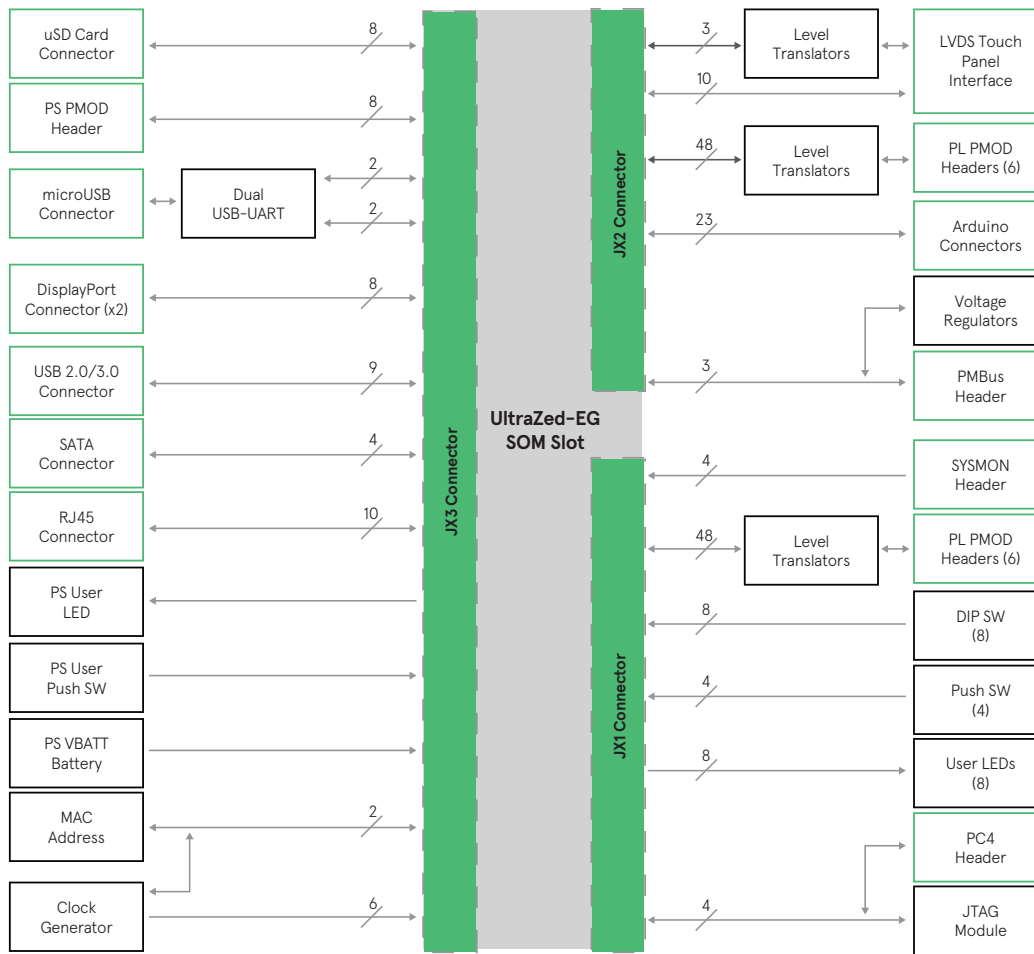 uSD Card
Connector
8
PS PMOD
Header
8
microUSB
Connector
Dual
USB-UART
2
2
DisplayPort
Connector (x2)
8
USB 2.0/3.0
Connector
9
SATA
Connector
4
RJ45
Connector
10
PS User
LED
PS User
Push SW
PS VBATT
Battery
MAC
Address
2
Clock
Generator
6
JX3 Connector
UltraZed-EG
SOM Slot
JX2 Connector
JX1 Connector
3
Level
Translators
LVDS Touch
Panel
Interface
10
48
Level
Translators
PL PMOD
Headers (6)
23
Arduino
Connectors
Voltage
Regulators
3
PMBus
Header
4
SYSMON
Header
48
Level
Translators
PL PMOD
Headers (6)
8
DIP SW
(8)
4
Push SW
(4)
8
User LEDs
(8)
PC4
Header
4
JTAG
Module